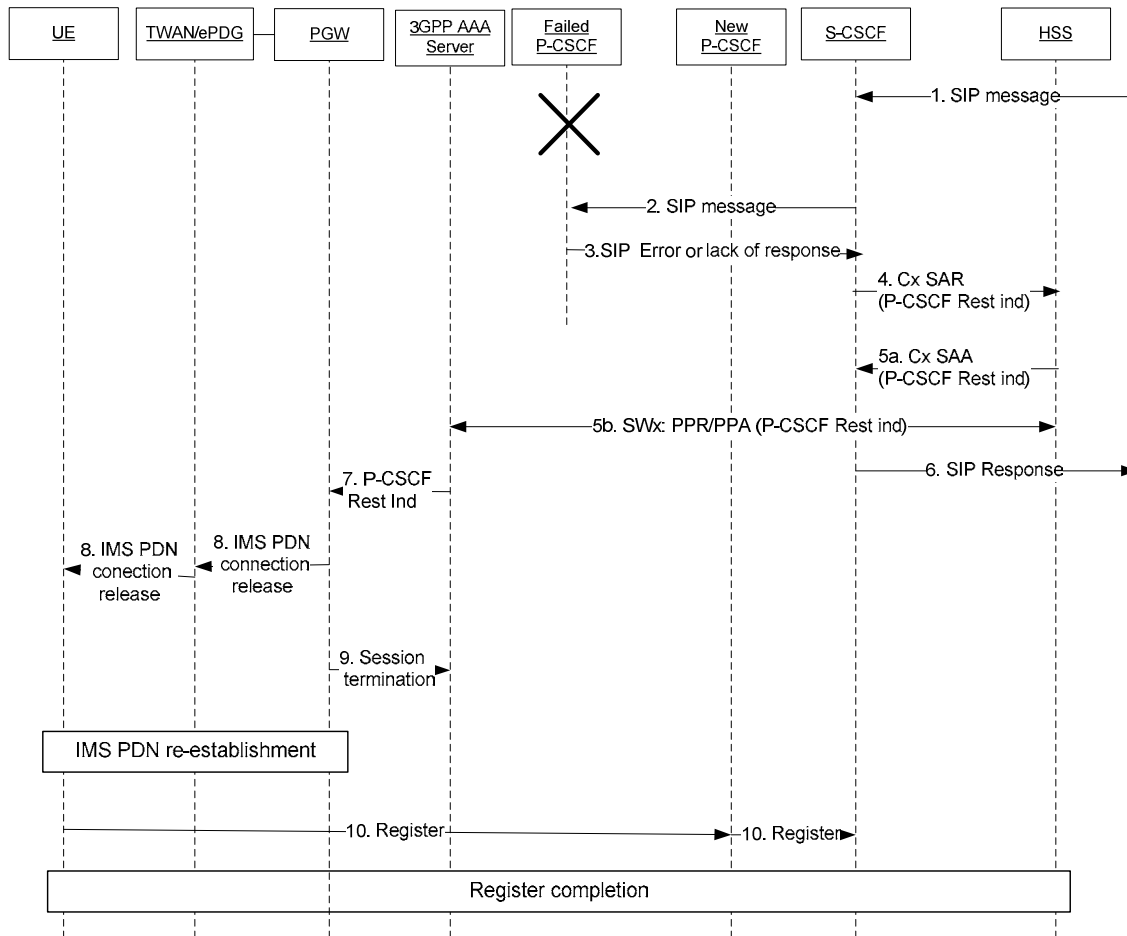 UE
TWAN/ePDG
PGW
3GPP AAA
Server
Failed
P-CSCF
New
P-CSCF
S-CSCF
HSS
1. SIP message
2. SIP message
3.SIP Error or lack of response
4. Cx SAR
(P-CSCF Rest ind)
5a. Cx SAA
(P-CSCF Rest ind)
5b. SWx: PPR/PPA (P-CSCF Rest ind)
6. SIP Response
7. P-CSCF
Rest Ind
8. IMS PDN
conection
release
8. IMS PDN
connection
release
9. Session
termination
IMS PDN re-establishment
10. Register
10. Register
Register completion